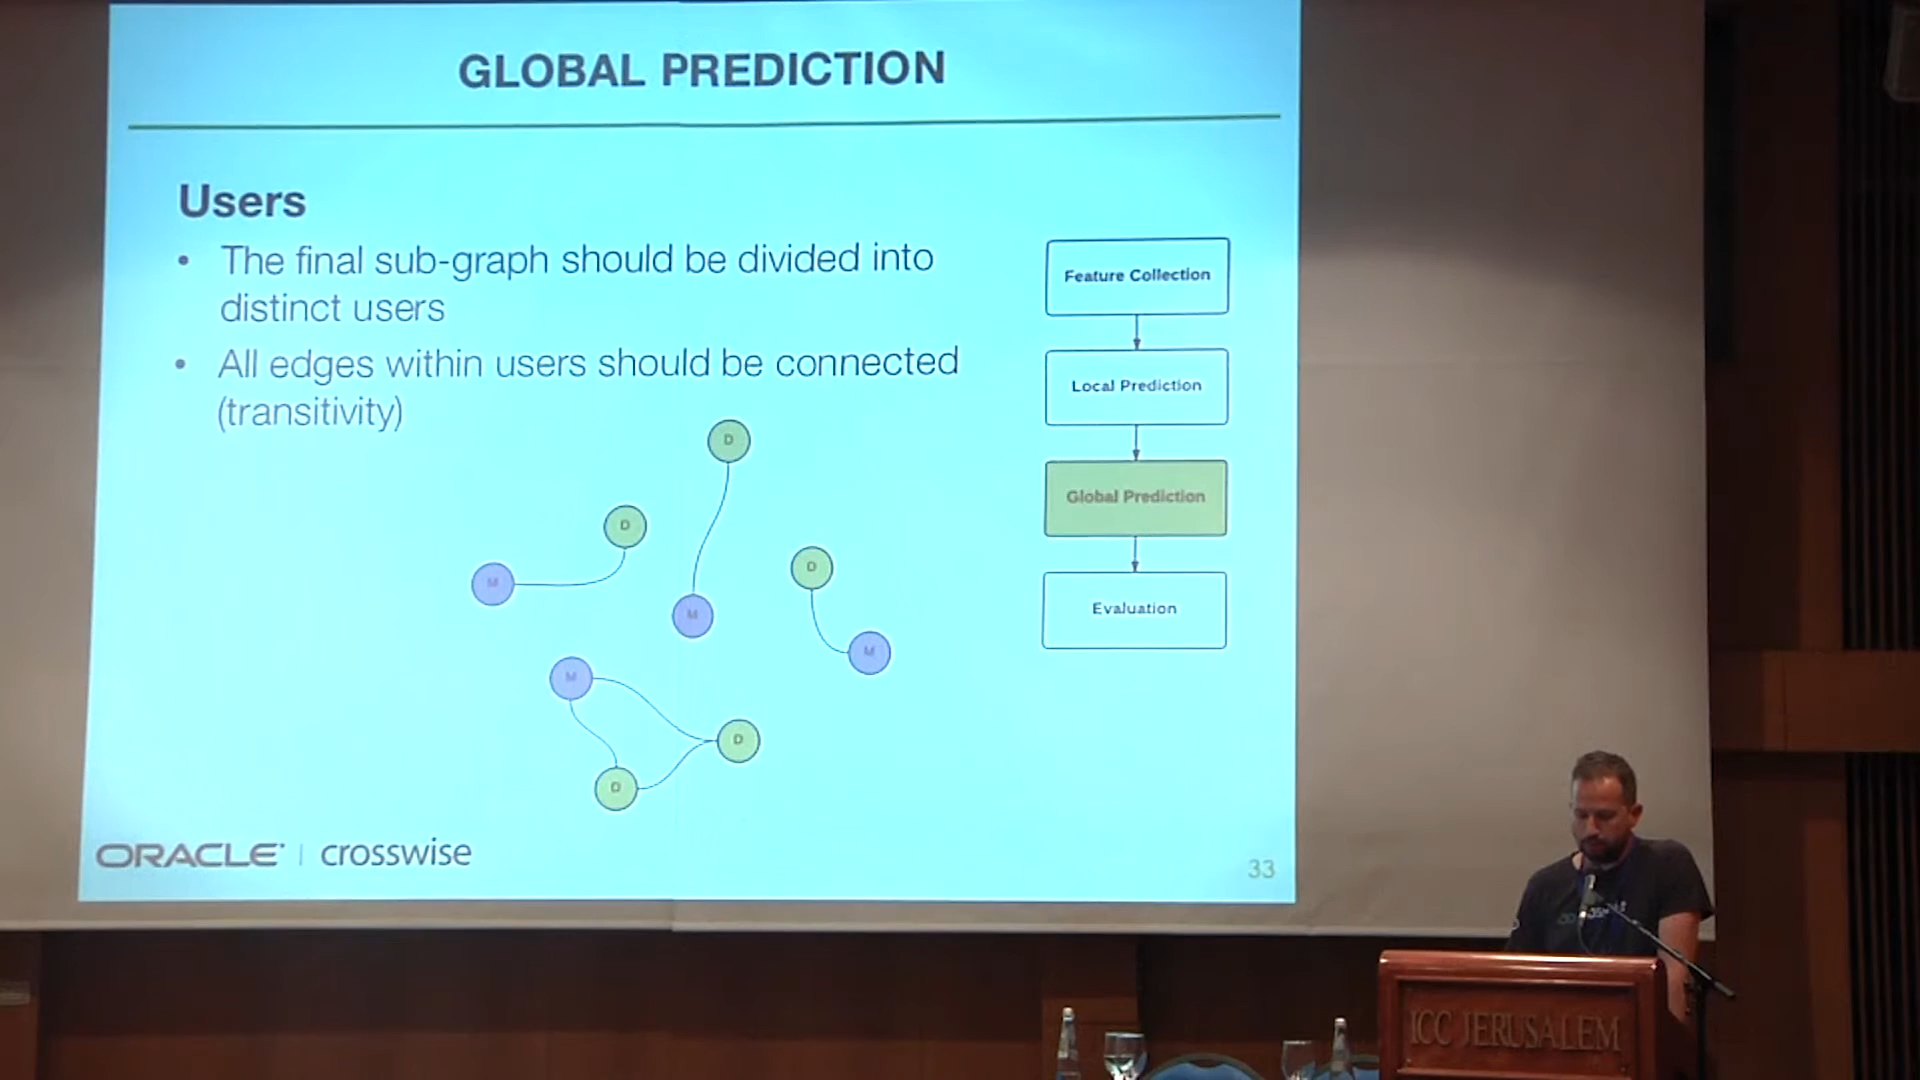 GLOBAL PREDICTION
Users
• The final sub-graph should be divided into
distinct users
• All edges within users should be connected
(transitivity)
D
D
M
D
M
M
M
D
D
Feature Collection
Local Prediction
Global Prediction
Evaluation
ORACLE | crosswise
33
ICC JERUSALEM